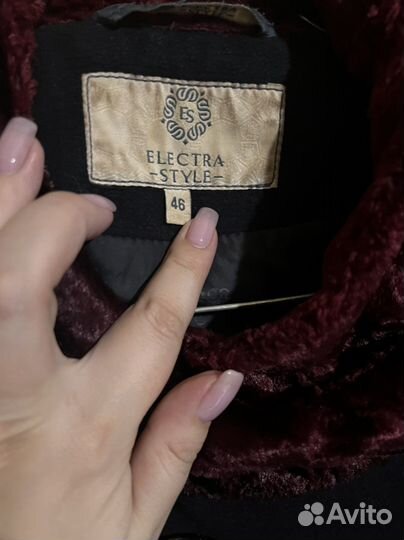 ES
ELECTRA
-STYLE-
46
Avito